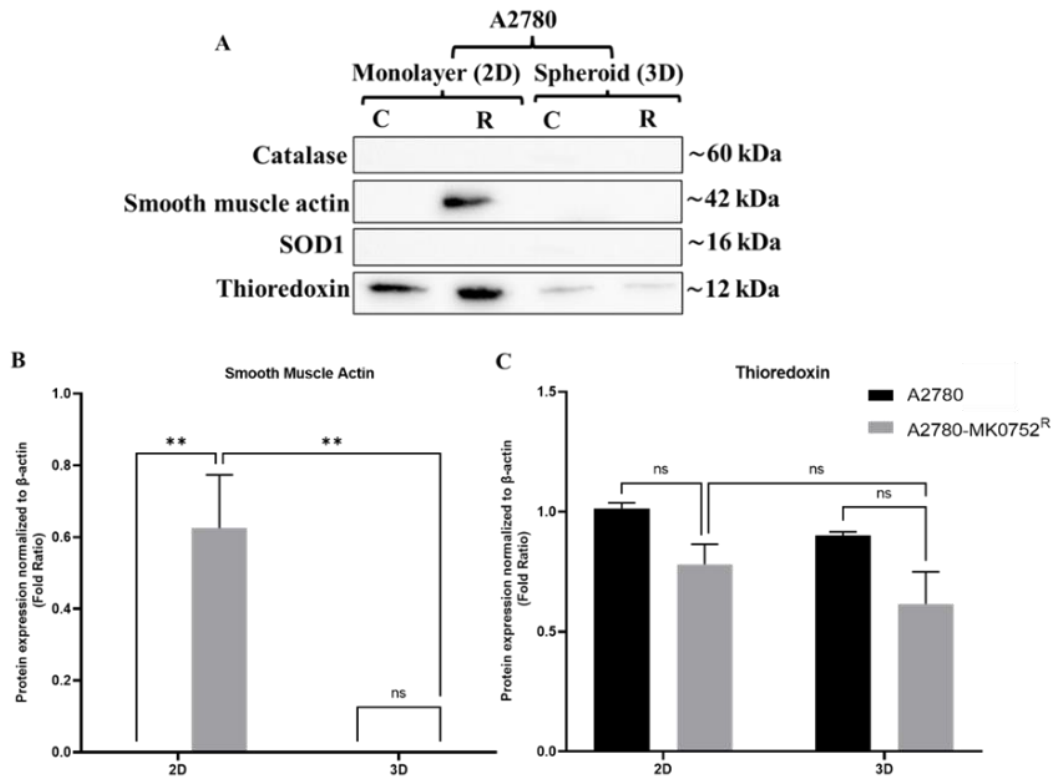 A
A2780
Monolayer (2D) Spheroid (3D)
C R C R
Catalase ~60 kDa
Smooth muscle actin ~42 kDa
SOD1 ~16 kDa
Thioredoxin ~12 kDa
B
Smooth Muscle Actin
Protein expression normalized to β-actin
(Fold Ratio)
1.0
0.8
0.6
0.4
0.2
0.0
**
**
ns
2D 3D
C
Thioredoxin
A2780
A2780-MK0752ᴿ
Protein expression normalized to β-actin
(Fold Ratio)
1.5
1.0
0.5
0.0
ns
ns
ns
2D 3D